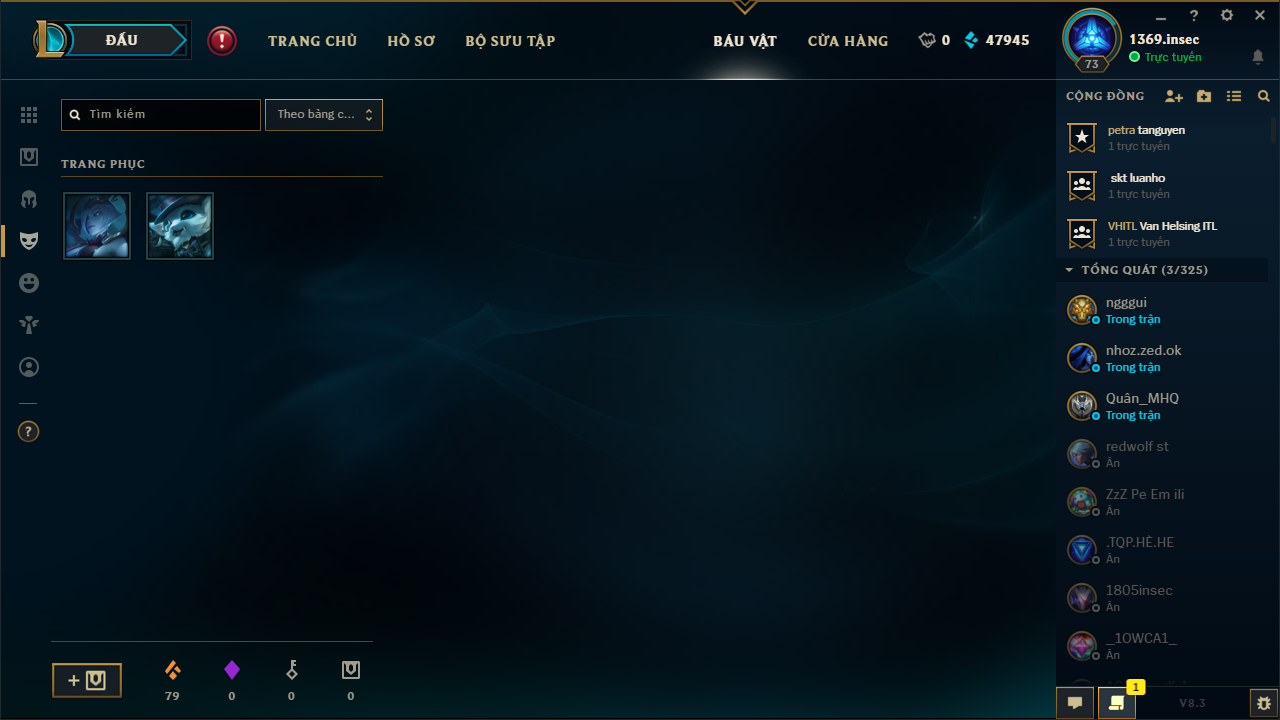 ĐẤU
TRANG CHỦ
HỒ SƠ
BỘ SƯU TẬP
BÁU VẬT
CỬA HÀNG
0
47945
73
1369.insec
Trực tuyến
Tìm kiếm
Theo bảng c...
TRANG PHỤC
?
79
0
0
0
CỘNG ĐỒNG
petra tanguyen
1 trực tuyến
skt luanho
1 trực tuyến
VHITL Van Helsing ITL
1 trực tuyến
TỔNG QUÁT (3/325)
ngggui
Trong trận
nhoz.zed.ok
Trong trận
Quân_MHQ
Trong trận
redwolf st
Ẩn
ZzZ Pe Em ili
Ẩn
.TQP.HÊ.HE
Ẩn
1805insec
Ẩn
_1OWCA1_
Ẩn
1
V8.3